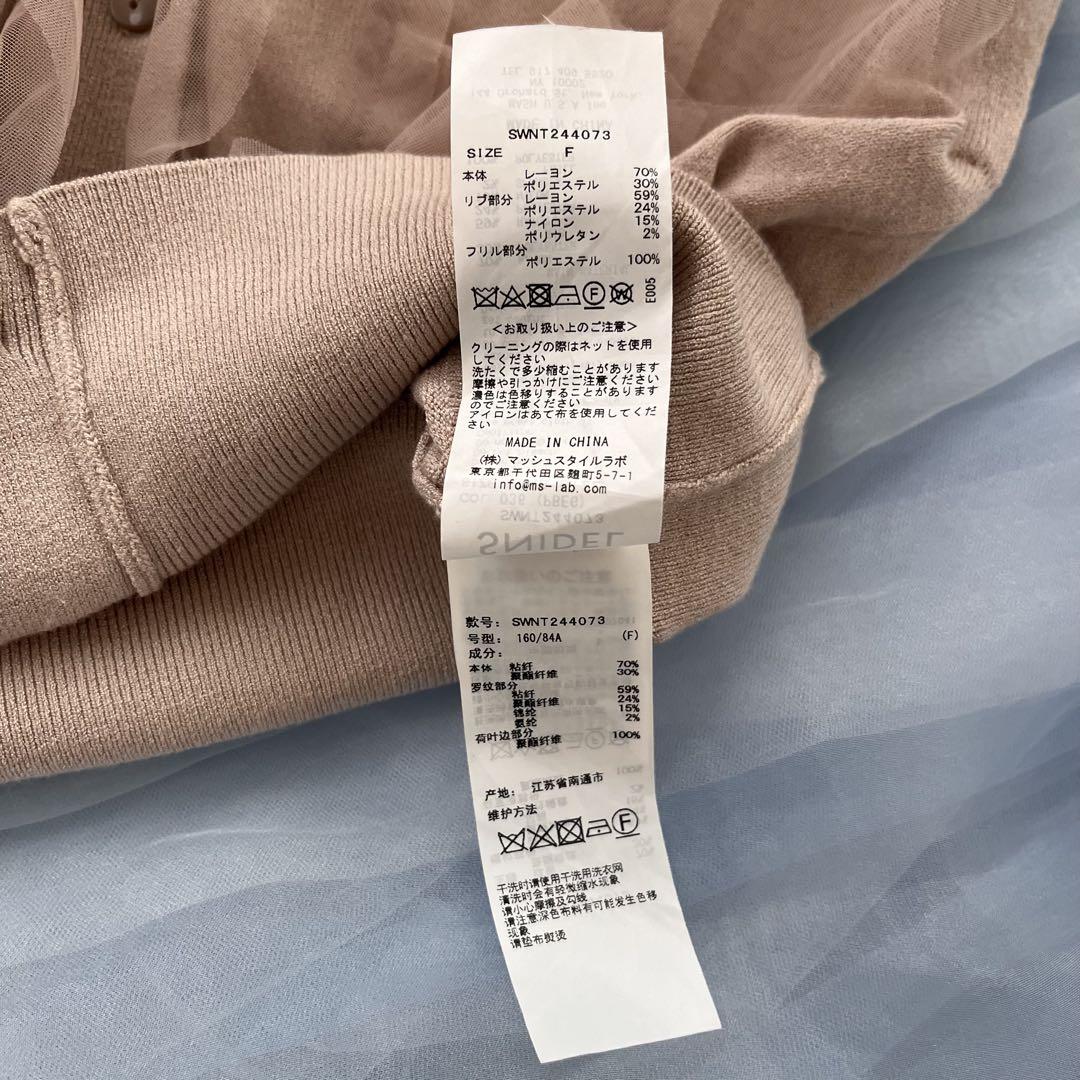 SWNT244073
SIZE F
本体 レーヨン 70%
ポリエステル 30%
リブ部分 レーヨン 59%
ポリエステル 24%
ナイロン 15%
ポリウレタン 2%
フリル部分
ポリエステル 100%
F W E005
<お取り扱い上のご注意>
クリーニングの際はネットを使用
してください
洗たくで多少縮むことがあります
摩擦や引っかけにご注意ください
濃色は色移りすることがあります
のでご注意ください
アイロンはあて布を使用してくだ
さい
MADE IN CHINA
(株) マッシュスタイルラボ
東京都千代田区麹町5-7-1
info@ms-lab.com
COL 036 (PBEG)
SWNT244073
SNIDEL
款号: SWNT244073
号型: 160/84A (F)
成分:
本体 粘纤 70%
聚酯纤维 30%
罗纹部分
粘纤 59%
聚酯纤维 24%
锦纶 15%
氨纶 2%
荷叶边部分
聚酯纤维 100%
产地: 江苏省南通市
维护方法
F
干洗时请使用干洗用洗衣网
清洗时会有轻微缩水现象
请小心摩擦及勾线
请注意深色布料有可能发生色移
现象
请垫布熨烫